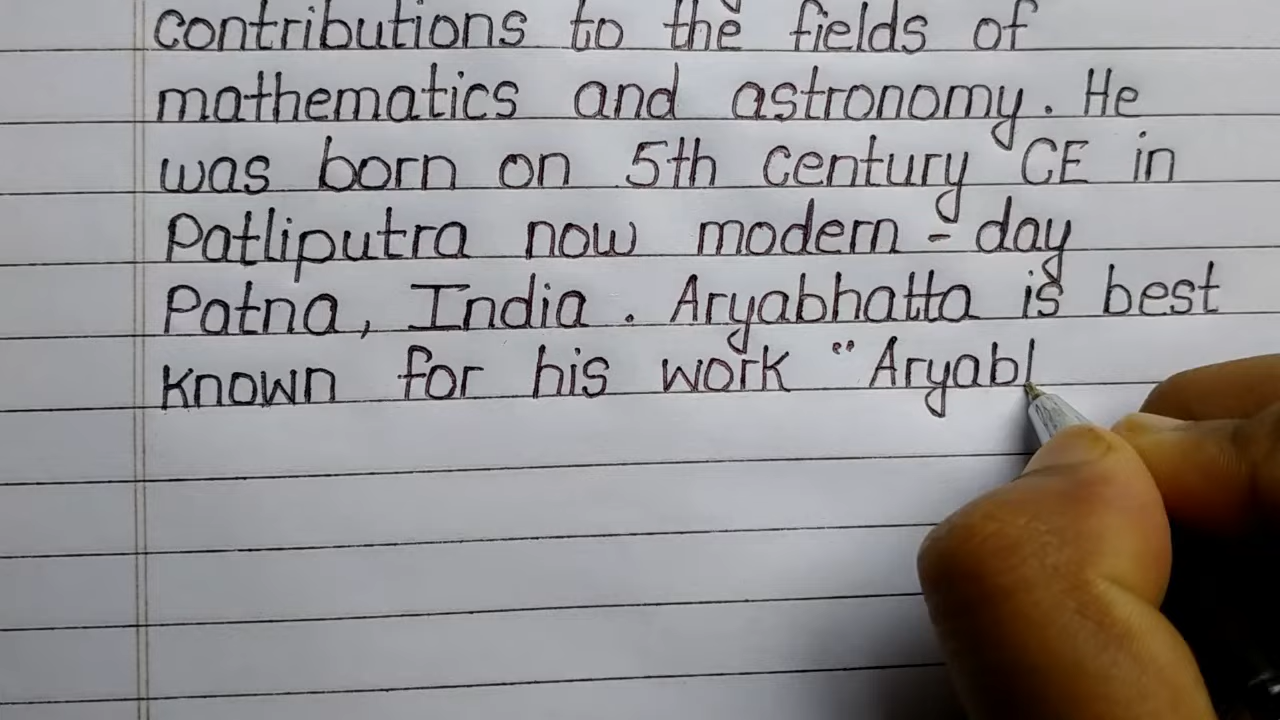 contributions to the fields of
mathematics and astronomy. He
was born on 5th century CE in
Patliputra now modern-day
Patna, India. Aryabhatta is best
known for his work "Aryabl